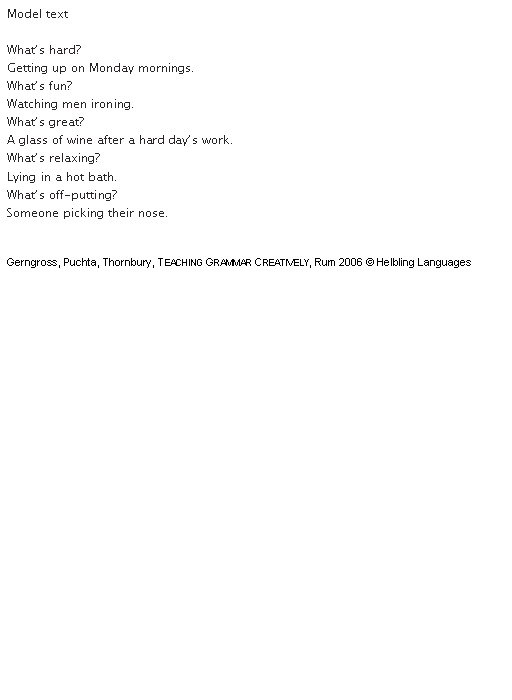 Model text
What's hard?
Getting up on Monday mornings.
What's fun?
Watching men ironing.
What's great?
A glass of wine after a hard day's work.
What's relaxing?
Lying in a hot bath.
What's off-putting?
Someone picking their nose.
Gerngross, Puchta, Thornbury, TEACHING GRAMMAR CREATIVELY, Rum 2006 © Helbling Languages